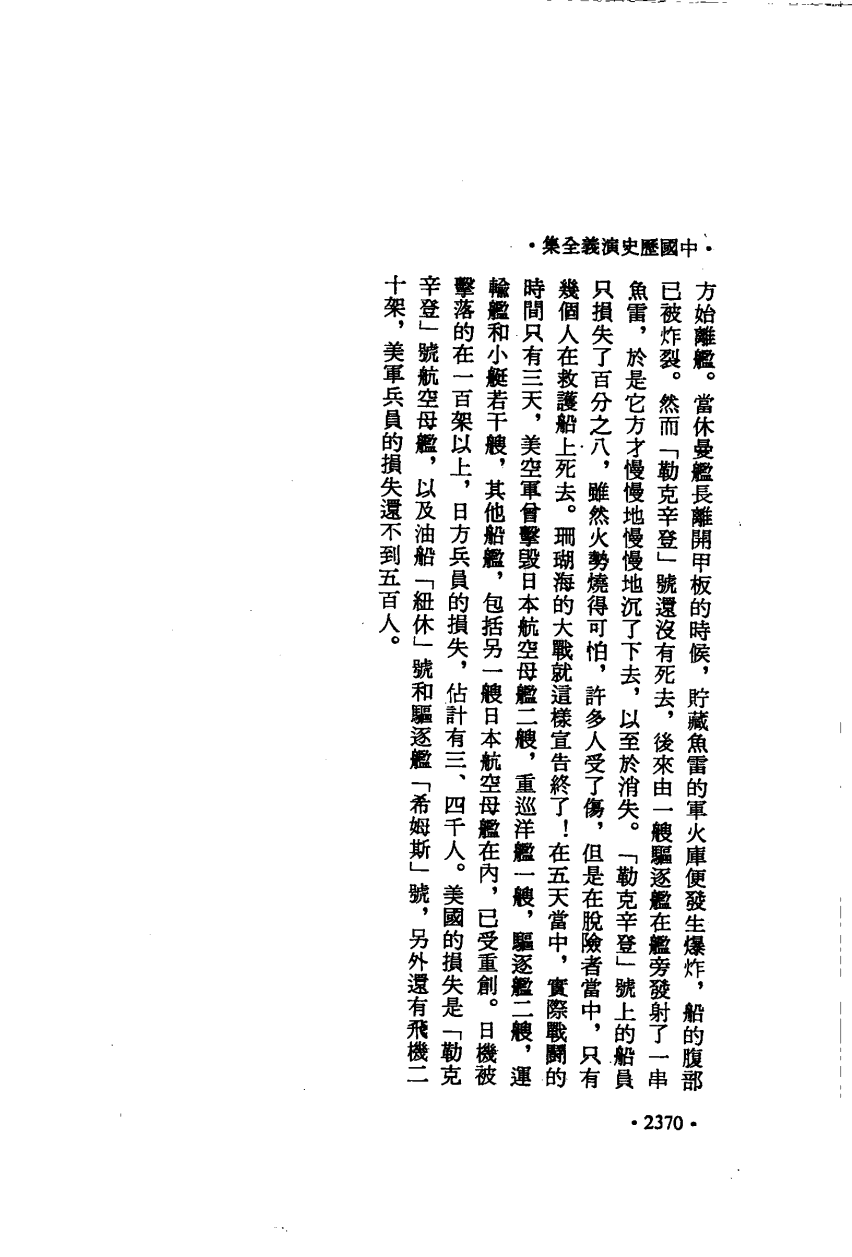 •中國歷史演義全集•
方始離艦。當休曼艦長離開甲板的時候，貯藏魚雷的軍火庫便發生爆炸，船的腹部
已被炸裂。然而「勒克辛登」號還沒有死去，後來由一艘驅逐艦在艦旁發射了一串
魚雷，於是它方才慢慢地慢慢地沉了下去，以至於消失。「勒克辛登」號上的船員
只損失了百分之八，雖然火勢燒得可怕，許多人受了傷，但是在脫險者當中，只有
幾個人在救護船上死去。珊瑚海的大戰就這樣宣告終了！在五天當中，實際戰鬪的
時間只有三天，美空軍曾擊毀日本航空母艦二艘，重巡洋艦一艘，驅逐艦二艘，運
輸艦和小艇若干艘，其他船艦，包括另一艘日本航空母艦在內，已受重創。日機被
擊落的在一百架以上，日方兵員的損失，估計有三、四千人。美國的損失是「勒克
辛登」號航空母艦，以及油船「紐休」號和驅逐艦「希姆斯」號，另外還有飛機二
十架，美軍兵員的損失還不到五百人。
•2370•